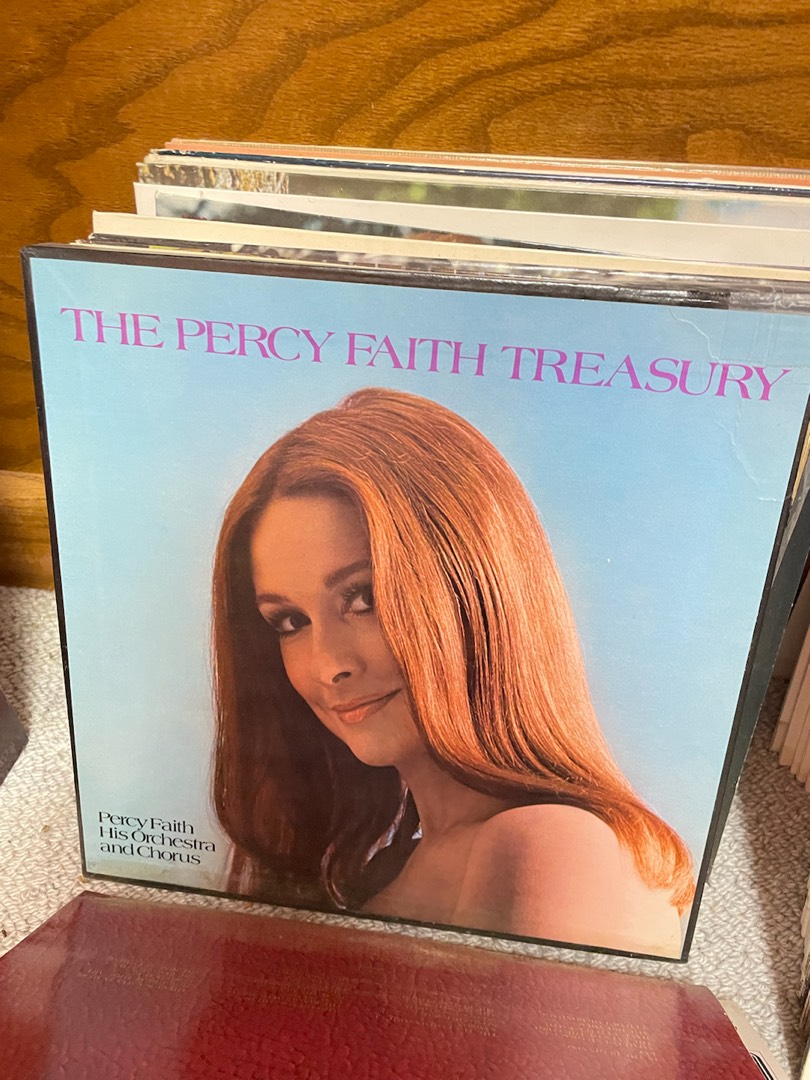 THE PERCY FAITH TREASURY
Percy Faith
His Orchestra
and Chorus